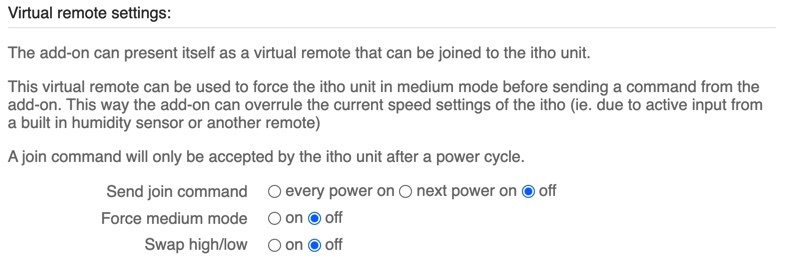 Virtual remote settings:
The add-on can present itself as a virtual remote that can be joined to the itho unit.
This virtual remote can be used to force the itho unit in medium mode before sending a command from the
add-on. This way the add-on can overrule the current speed settings of the itho (ie. due to active input from
a built in humidity sensor or another remote)
A join command will only be accepted by the itho unit after a power cycle.
Send join command every power on next power on off
Force medium mode on off
Swap high/low on off